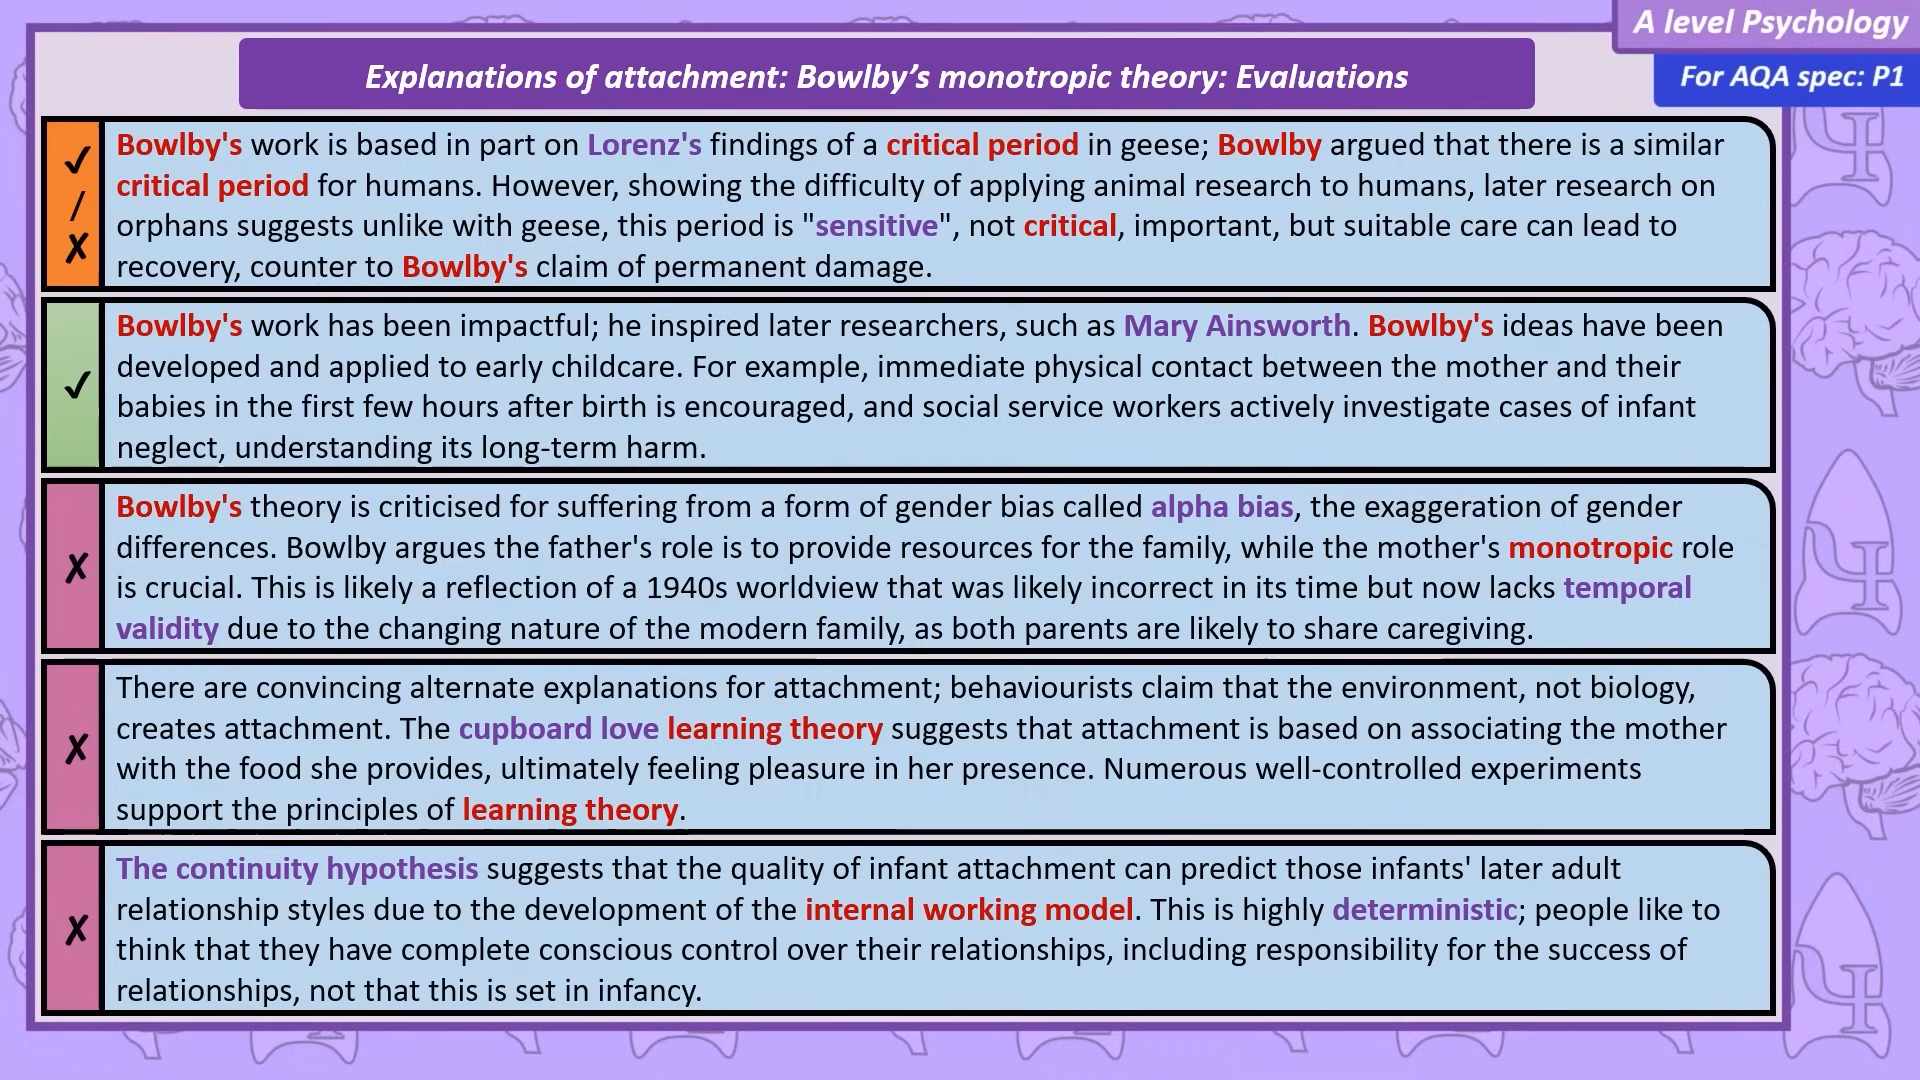 A level Psychology
For AQA spec: P1
Explanations of attachment: Bowlby’s monotropic theory: Evaluations
✓
/
✗
Bowlby's work is based in part on Lorenz's findings of a critical period in geese; Bowlby argued that there is a similar
critical period for humans. However, showing the difficulty of applying animal research to humans, later research on
orphans suggests unlike with geese, this period is "sensitive", not critical, important, but suitable care can lead to
recovery, counter to Bowlby's claim of permanent damage.
✓
Bowlby's work has been impactful; he inspired later researchers, such as Mary Ainsworth. Bowlby's ideas have been
developed and applied to early childcare. For example, immediate physical contact between the mother and their
babies in the first few hours after birth is encouraged, and social service workers actively investigate cases of infant
neglect, understanding its long-term harm.
✗
Bowlby's theory is criticised for suffering from a form of gender bias called alpha bias, the exaggeration of gender
differences. Bowlby argues the father's role is to provide resources for the family, while the mother's monotropic role
is crucial. This is likely a reflection of a 1940s worldview that was likely incorrect in its time but now lacks temporal
validity due to the changing nature of the modern family, as both parents are likely to share caregiving.
✗
There are convincing alternate explanations for attachment; behaviourists claim that the environment, not biology,
creates attachment. The cupboard love learning theory suggests that attachment is based on associating the mother
with the food she provides, ultimately feeling pleasure in her presence. Numerous well-controlled experiments
support the principles of learning theory.
✗
The continuity hypothesis suggests that the quality of infant attachment can predict those infants' later adult
relationship styles due to the development of the internal working model. This is highly deterministic; people like to
think that they have complete conscious control over their relationships, including responsibility for the success of
relationships, not that this is set in infancy.